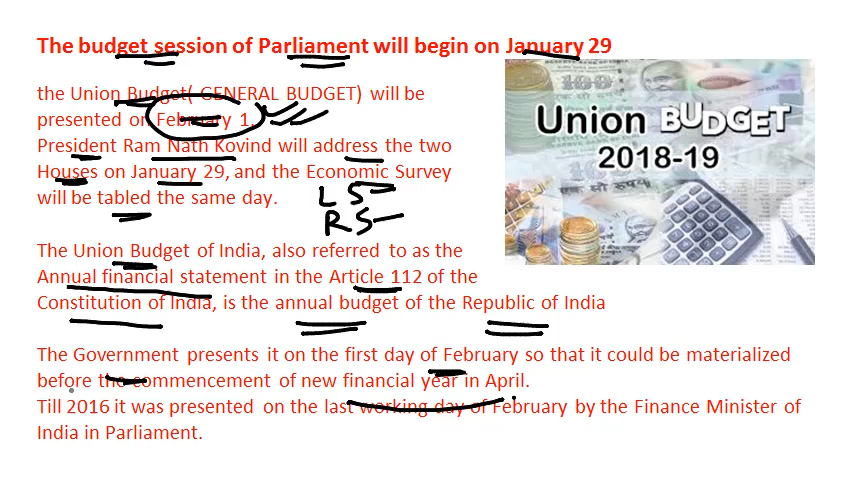 The budget session of Parliament will begin on January 29
the Union Budget( GENERAL BUDGET) will be
presented on February 1.
President Ram Nath Kovind will address the two
Houses on January 29, and the Economic Survey
will be tabled the same day.
L S
R S
Union BUDGET
2018-19
100
The Union Budget of India, also referred to as the
Annual financial statement in the Article 112 of the
Constitution of India, is the annual budget of the Republic of India
The Government presents it on the first day of February so that it could be materialized
before the commencement of new financial year in April.
Till 2016 it was presented on the last working day of February by the Finance Minister of
India in Parliament.